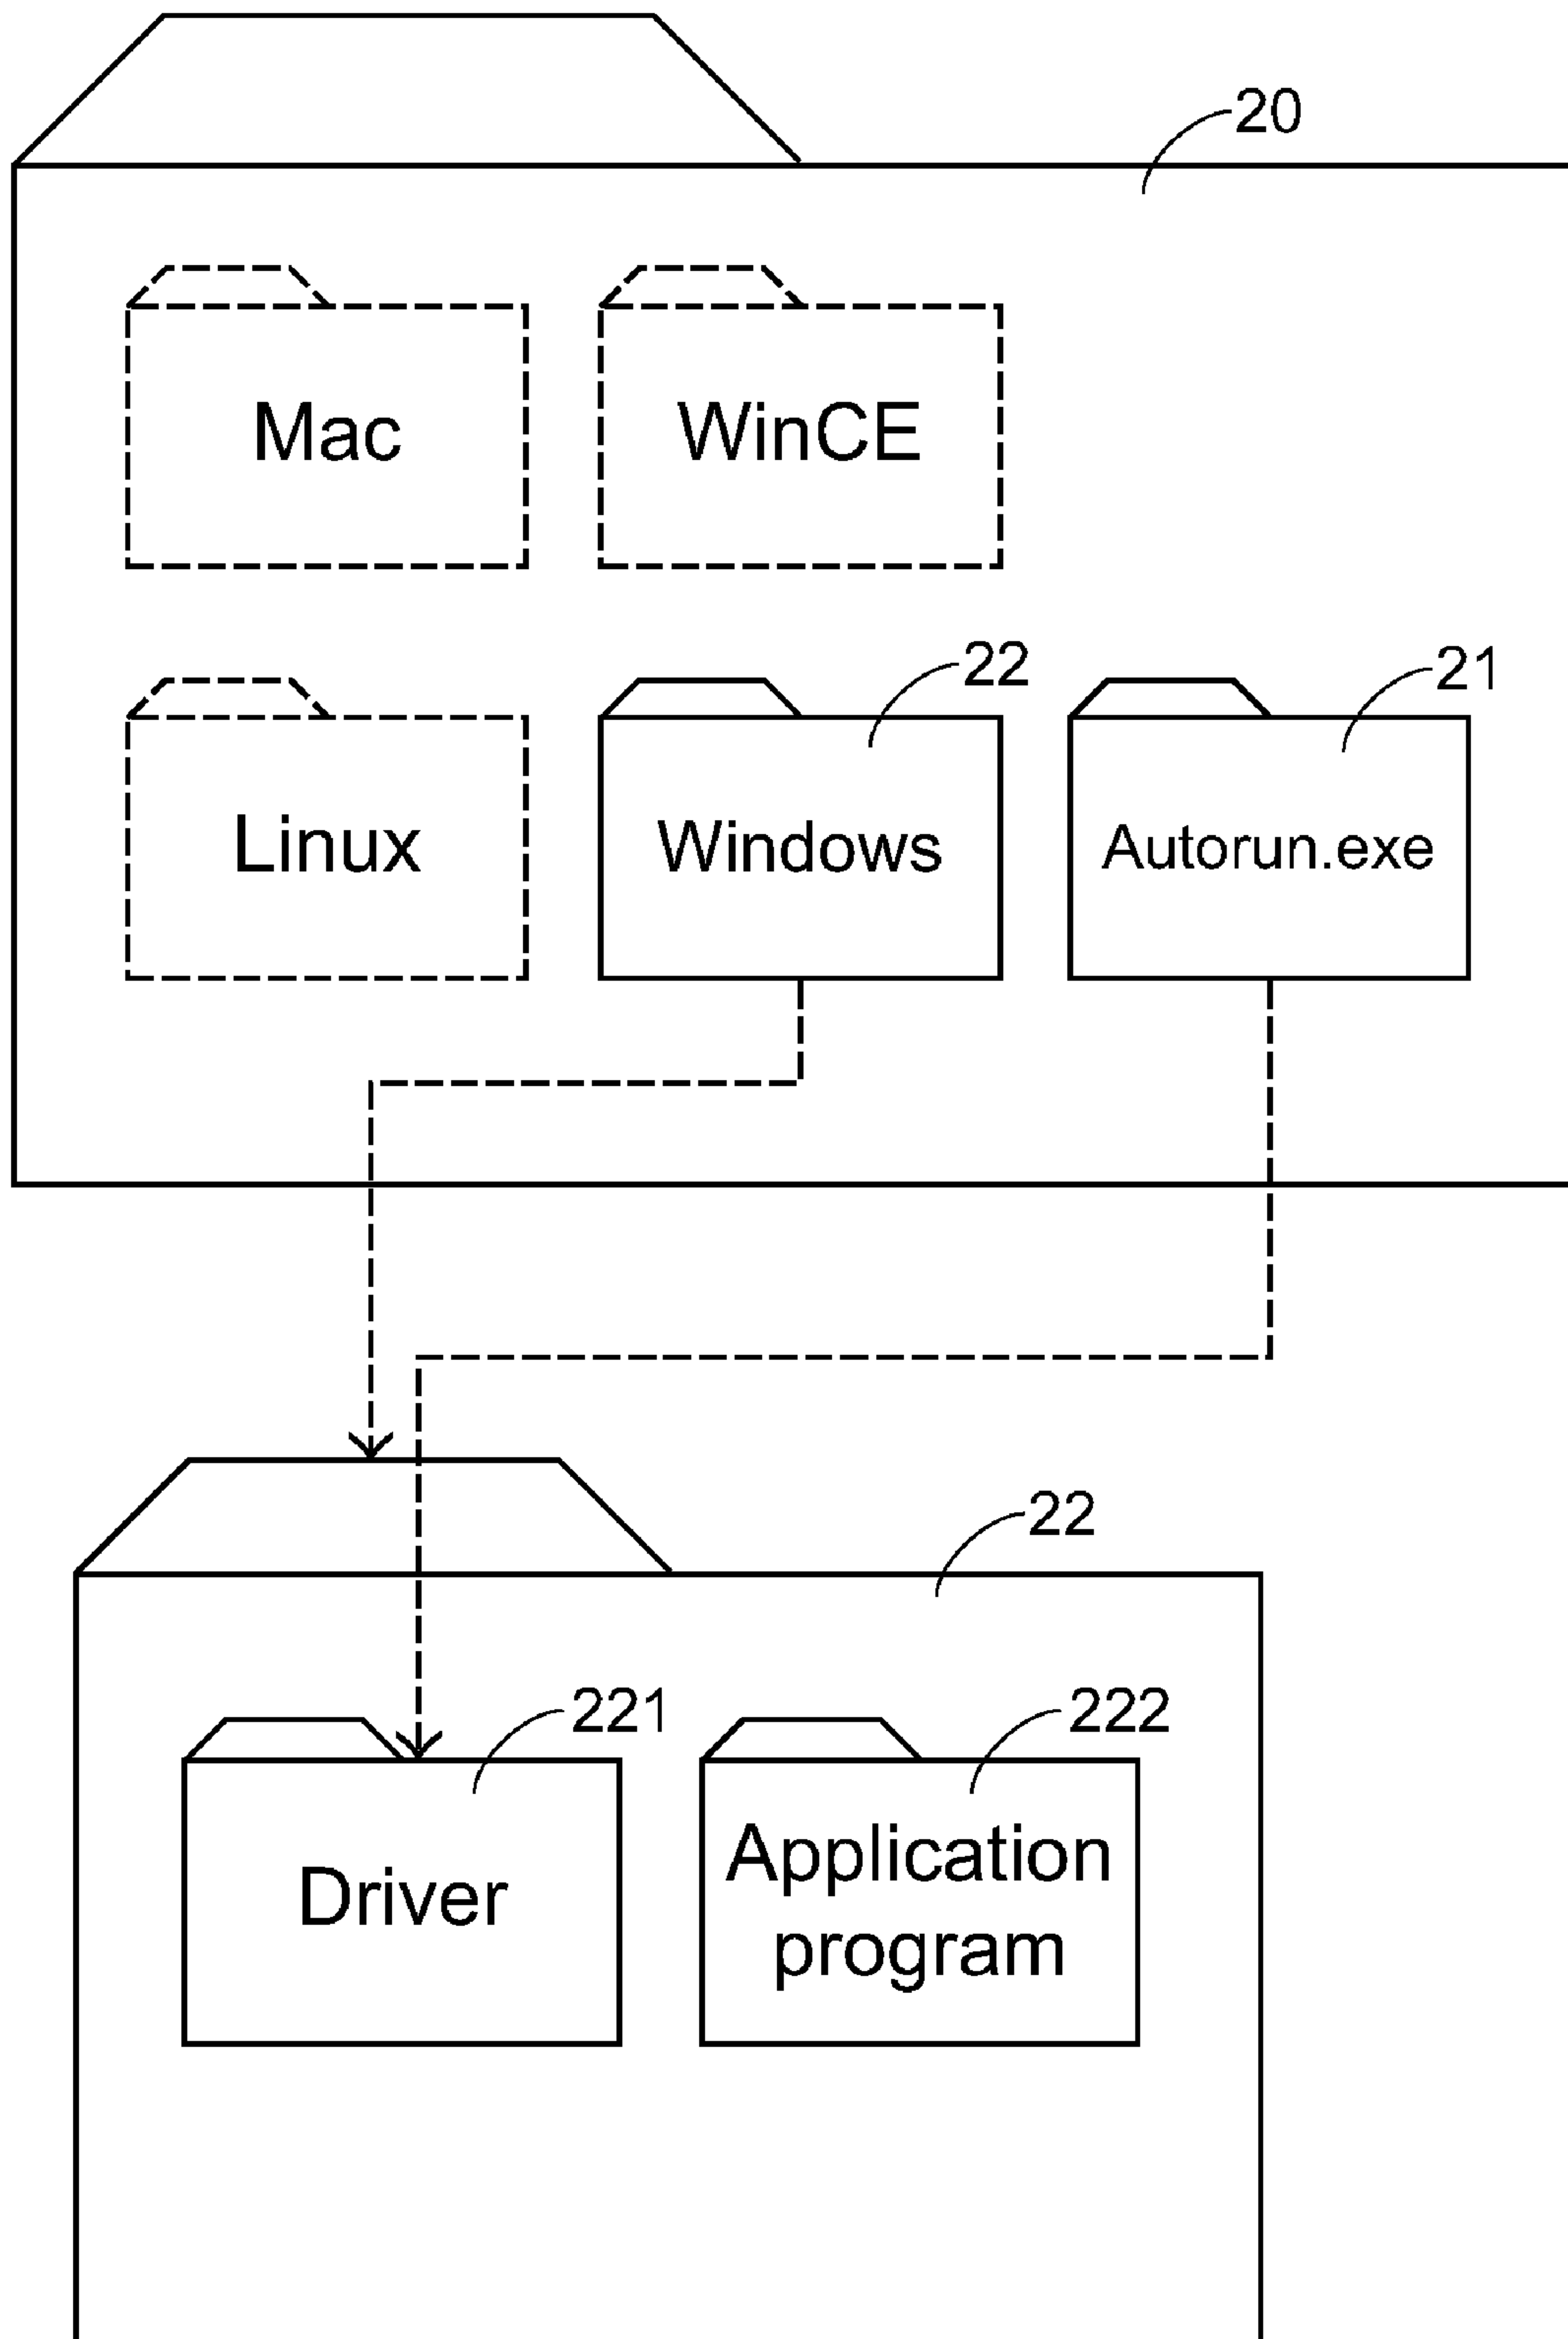 20
Mac
WinCE
22
21
Linux
Windows
Autorun.exe
22
221
222
Driver
Application
program